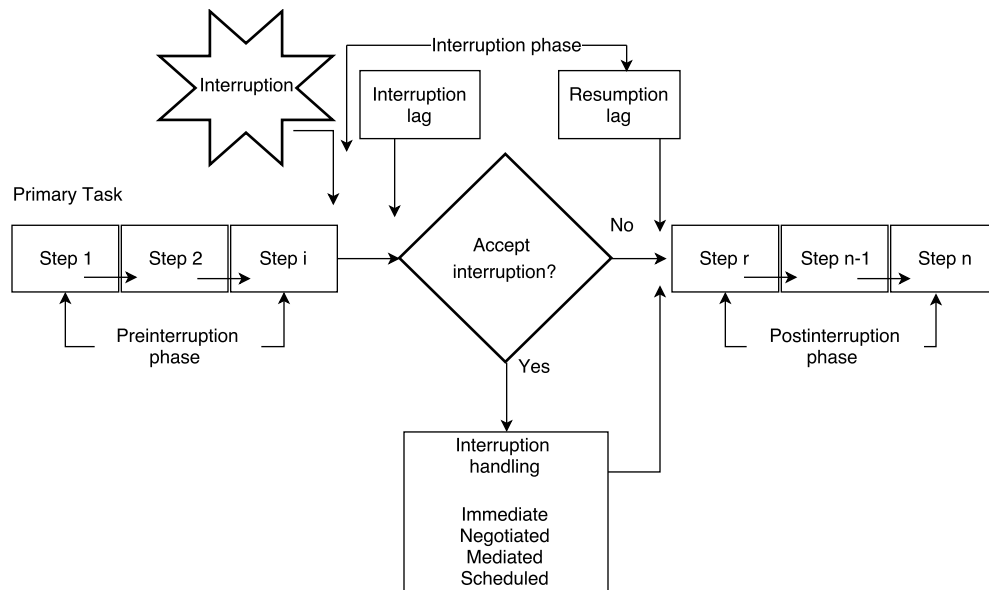 Interruption phase
Interruption
Interruption
lag
Resumption
lag
Primary Task
Step 1
Step 2
Step i
Accept
interruption?
No
Step r
Step n-1
Step n
Preinterruption
phase
Postinterruption
phase
Yes
Interruption
handling
Immediate
Negotiated
Mediated
Scheduled